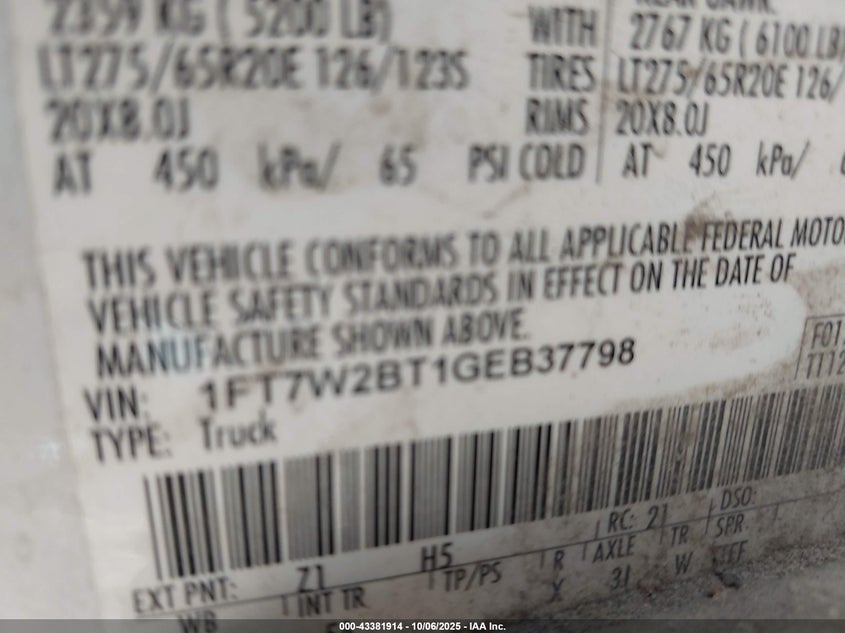 2359 KG ( 5200 LB) WITH 2767 KG ( 6100 LB)
LT275/65R20E 126/123S TIRES LT275/65R20E 126/
20X8.0J RIMS 20X8.0J
AT 450 kPa/ 65 PSI COLD AT 450 kPa/
THIS VEHICLE CONFORMS TO ALL APPLICABLE FEDERAL MOTO
VEHICLE SAFETY STANDARDS IN EFFECT ON THE DATE OF
MANUFACTURE SHOWN ABOVE.
VIN: 1FT7W2BT1GEB37798
TYPE: Truck
EXT PNT: Z1 H5 RC: 21 DSO:
WB INT TR TP/PS R AXLE TR SPR
X 31 W
000-43381914 | 10/06/2025 | IAA Inc.